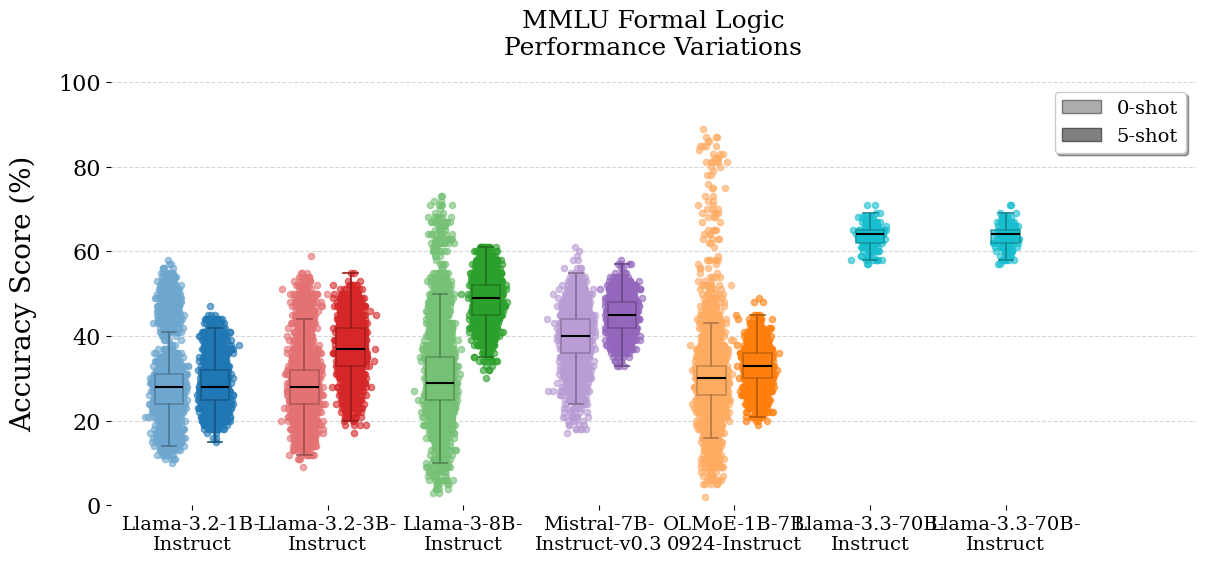 MMLU Formal Logic
Performance Variations
Accuracy Score (%)
100
80
60
40
20
0
0-shot
5-shot
Llama-3.2-1B-
Instruct
Llama-3.2-3B-
Instruct
Llama-3-8B-
Instruct
Mistral-7B-
Instruct-v0.3
OLMoE-1B-7B-
0924-Instruct
Llama-3.3-70B-
Instruct
Llama-3.3-70B-
Instruct